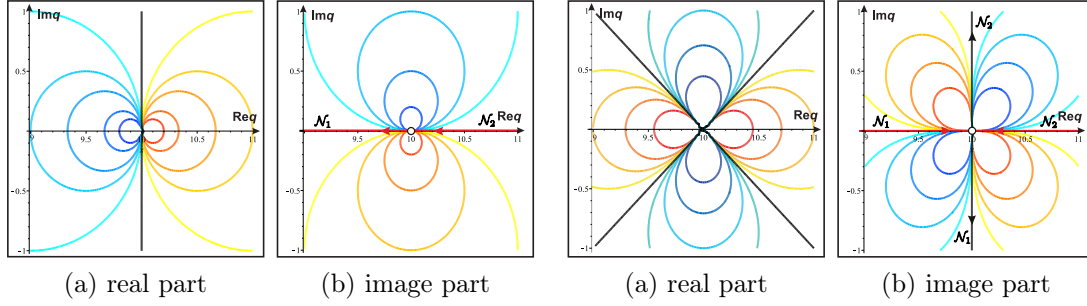 Imq
1
0.5
Req
9 9.5 10 10.5 11
-0.5
-1
(a) real part
Imq
1
0.5
𝒩1 𝒩2 Req
9.5 10 10.5 11
-0.5
-1
(b) image part
Imq
1
0.5
Req
9.5 10.5 11
-0.5
-1
(a) real part
Imq
1
𝒩2
0.5
Req
𝒩1 𝒩2
9.5 10 10.5 11
-0.5
𝒩1
-1
(b) image part